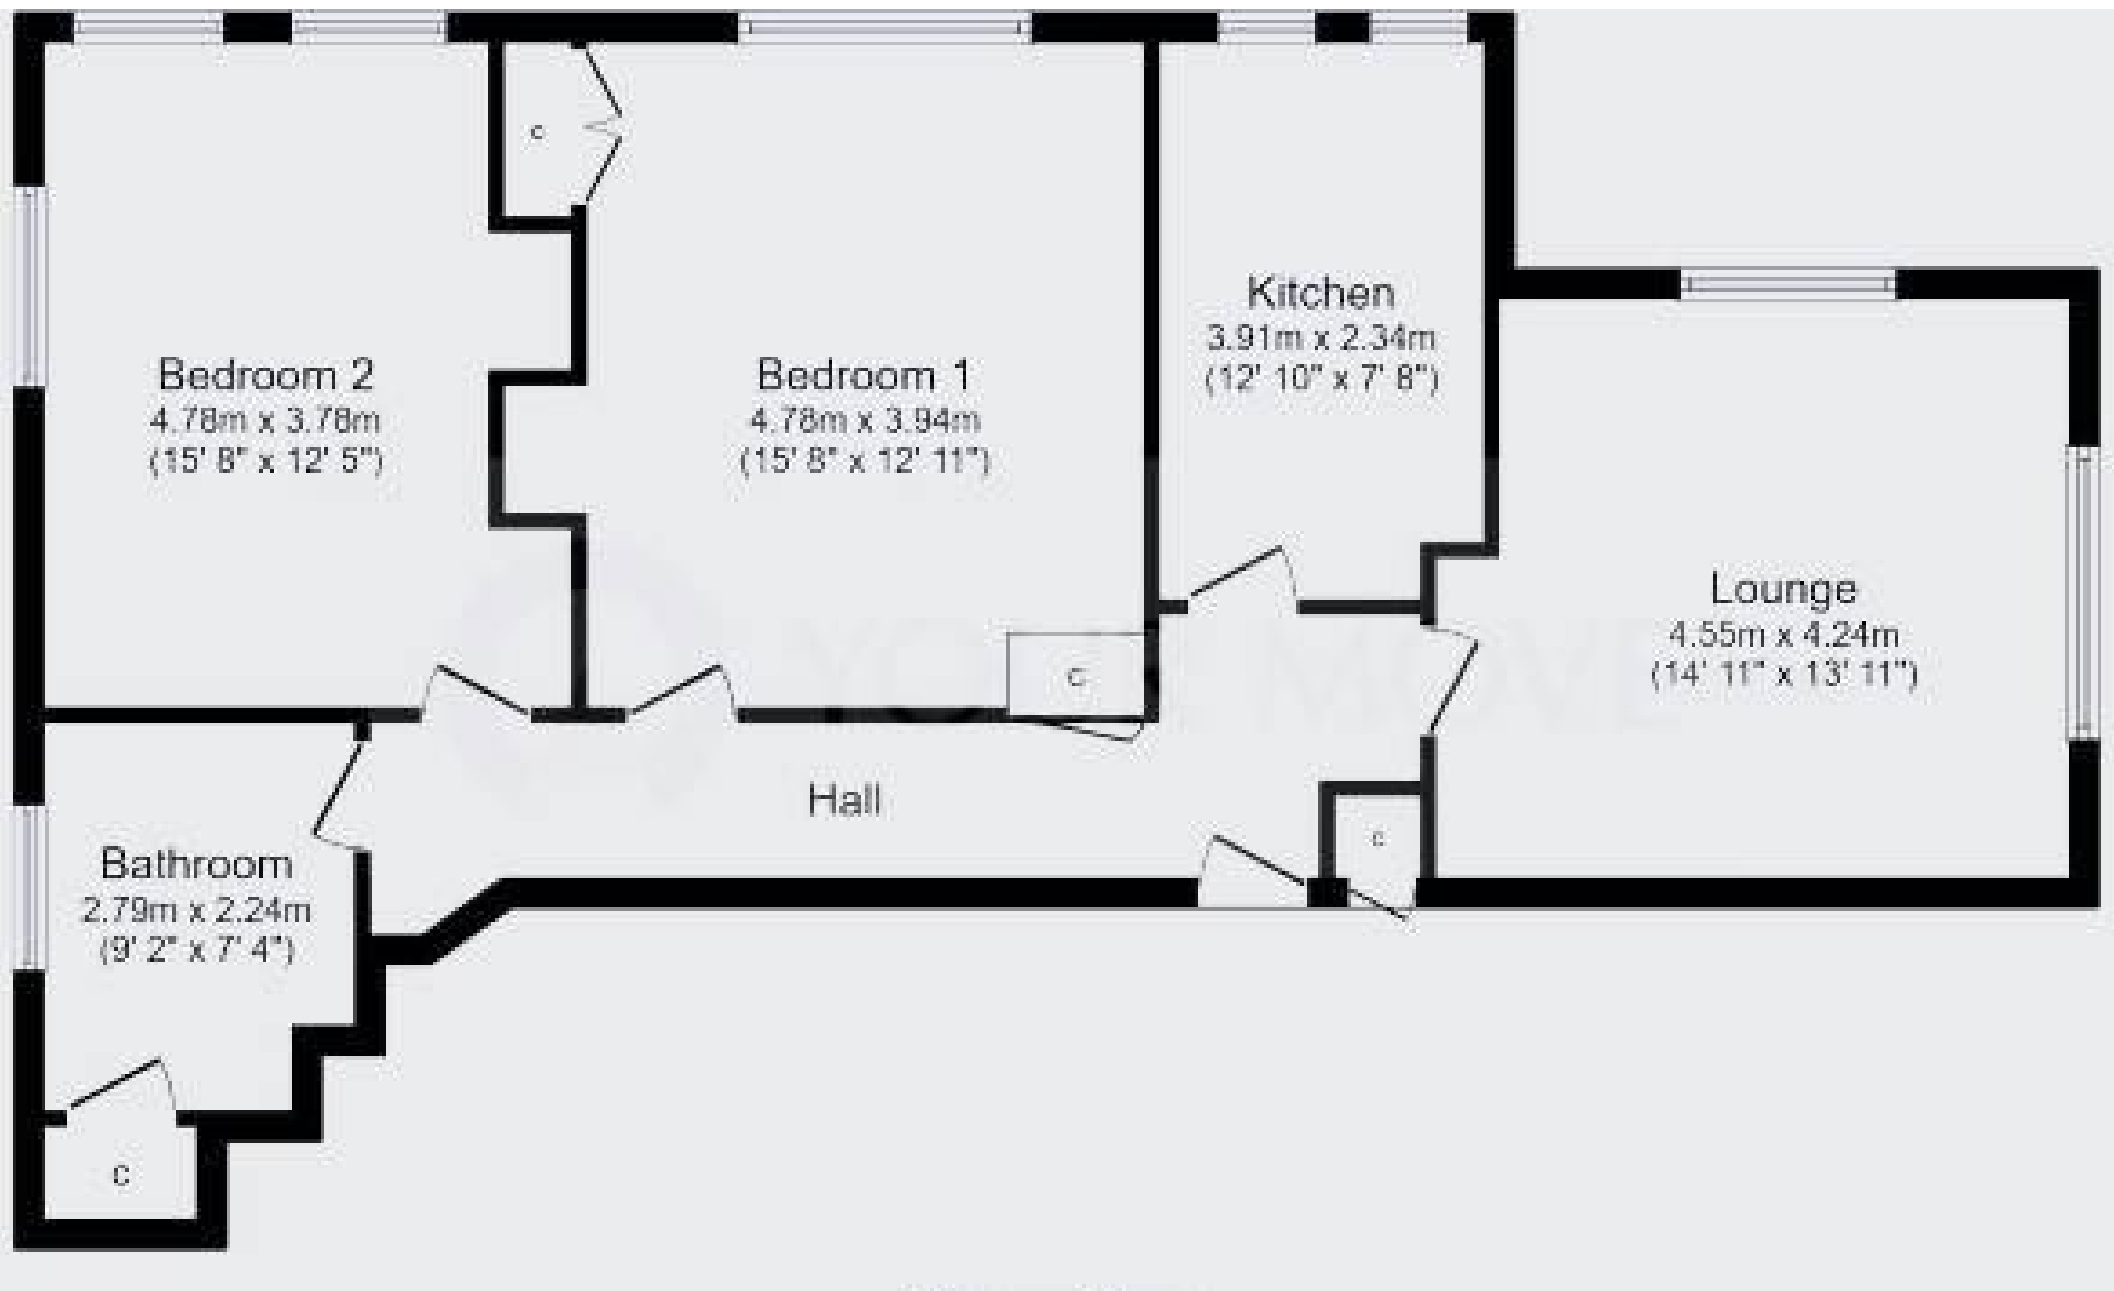 c
Bedroom 2
4.78m x 3.78m
(15' 8" x 12' 5")
Bedroom 1
4.78m x 3.94m
(15' 8" x 12' 11")
Kitchen
3.91m x 2.34m
(12' 10" x 7' 8")
Lounge
4.55m x 4.24m
(14' 11" x 13' 11")
c
Hall
c
Bathroom
2.79m x 2.24m
(9' 2" x 7' 4")
c